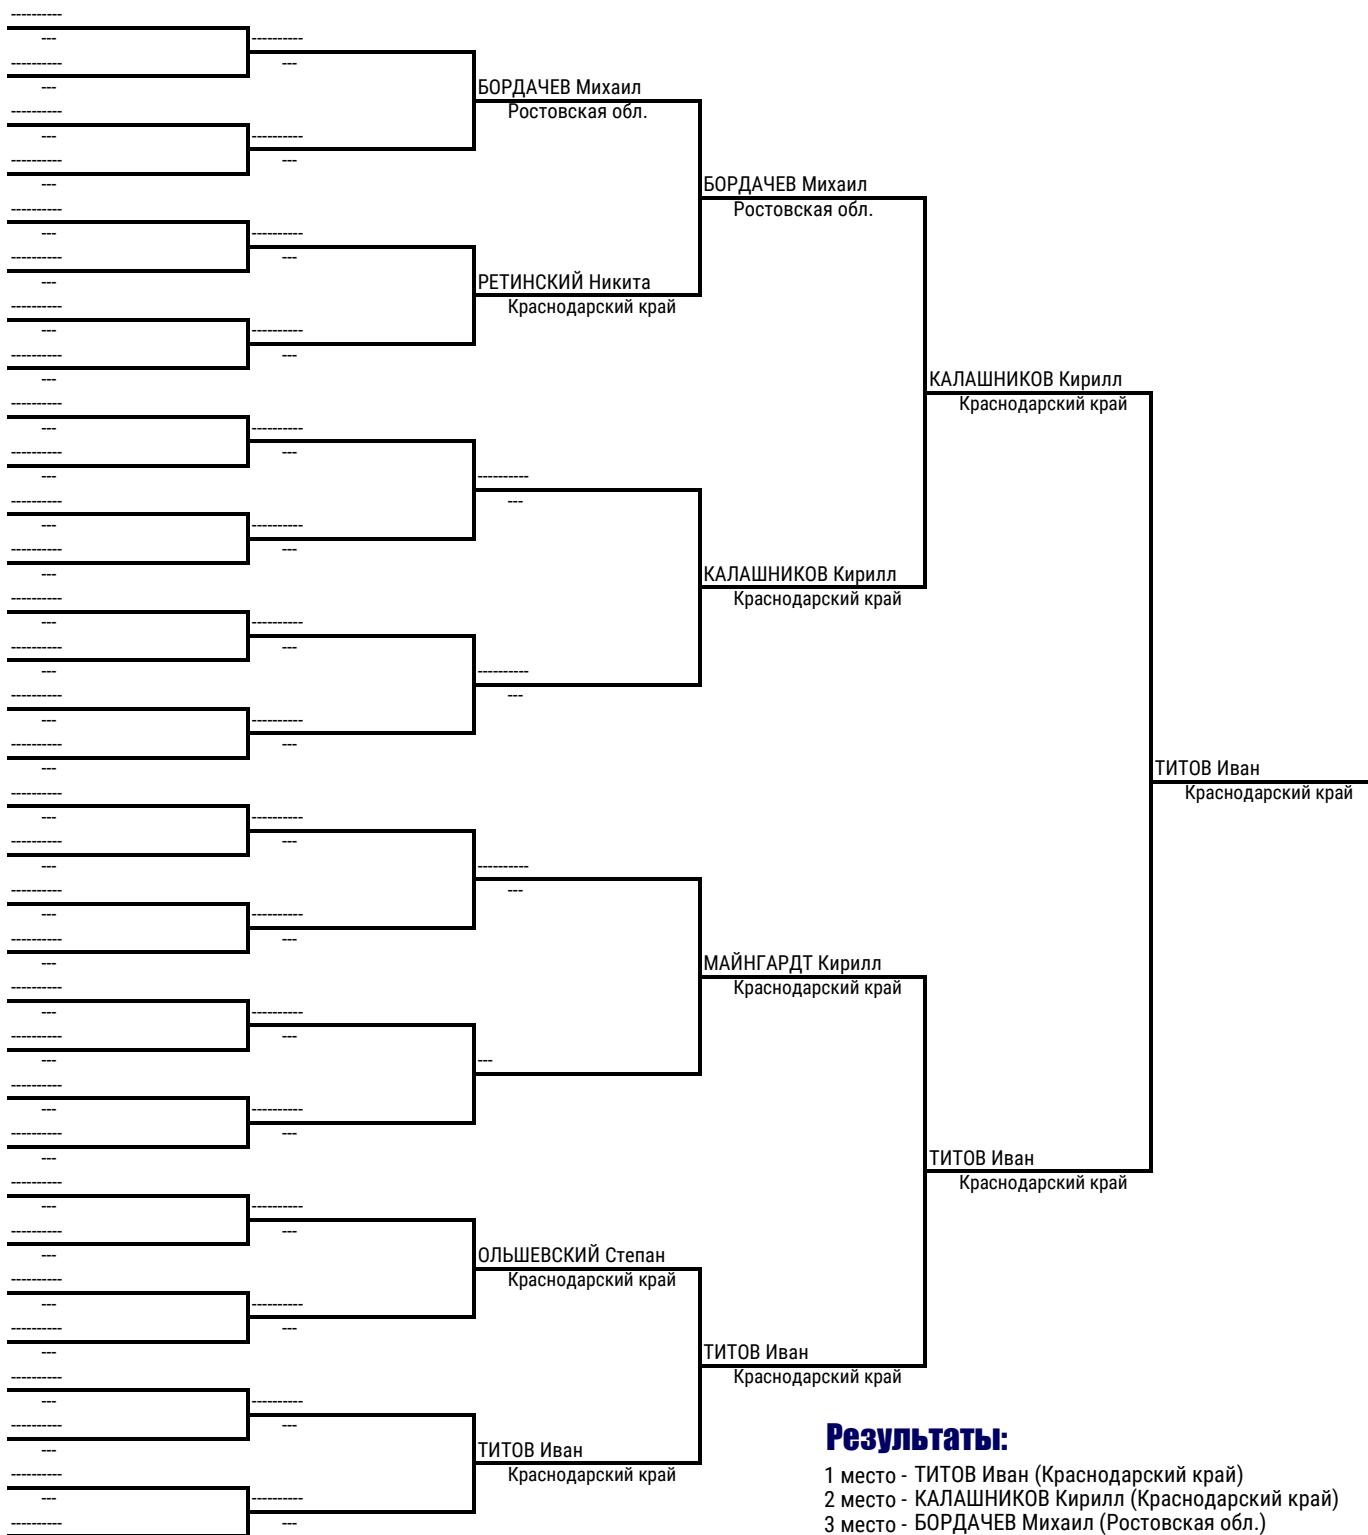 БОРДАЧЕВ Михаил
Ростовская обл.
БОРДАЧЕВ Михаил
Ростовская обл.
РЕТИНСКИЙ Никита
Краснодарский край
КАЛАШНИКОВ Кирилл
Краснодарский край
КАЛАШНИКОВ Кирилл
Краснодарский край
ТИТОВ Иван
Краснодарский край
МАЙНГАРДТ Кирилл
Краснодарский край
ТИТОВ Иван
Краснодарский край
ОЛЬШЕВСКИЙ Степан
Краснодарский край
ТИТОВ Иван
Краснодарский край
ТИТОВ Иван
Краснодарский край
Результаты:
1 место - ТИТОВ Иван (Краснодарский край)
2 место - КАЛАШНИКОВ Кирилл (Краснодарский край)
3 место - БОРДАЧЕВ Михаил (Ростовская обл.)